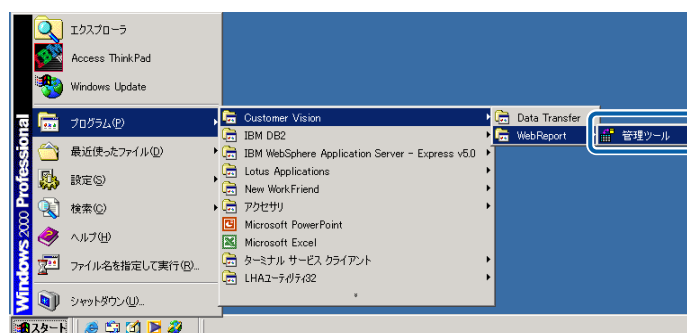 エクスプローラ
Access ThinkPad
Windows Update
Windows 2000 Professional
プログラム(P)
最近使ったファイル(D)
設定(S)
検索(C)
ヘルプ(H)
ファイル名を指定して実行(R)...
シャットダウン(U)...
スタート
Customer Vision
IBM DB2
IBM WebSphere Application Server - Express v5.0
Lotus Applications
New WorkFriend
アクセサリ
Microsoft PowerPoint
Microsoft Excel
ターミナル サービス クライアント
LHAユーティリティ32
Data Transfer
WebReport
管理ツール